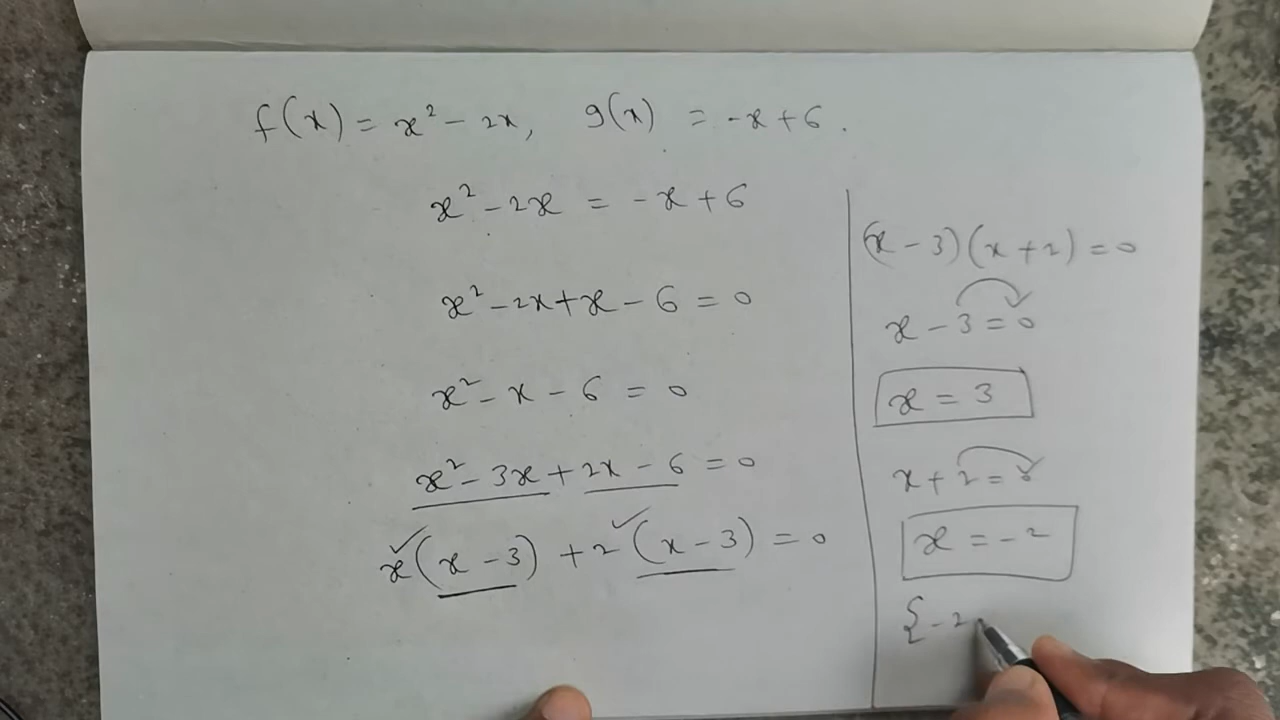 f(x) = x² - 2x, g(x) = -x + 6.
x² - 2x = -x + 6
x² - 2x + x - 6 = 0
x² - x - 6 = 0
x² - 3x + 2x - 6 = 0
x(x - 3) + 2(x - 3) = 0
(x - 3)(x + 2) = 0
x - 3 = 0
x = 3
x + 2 = 0
x = -2
{-2